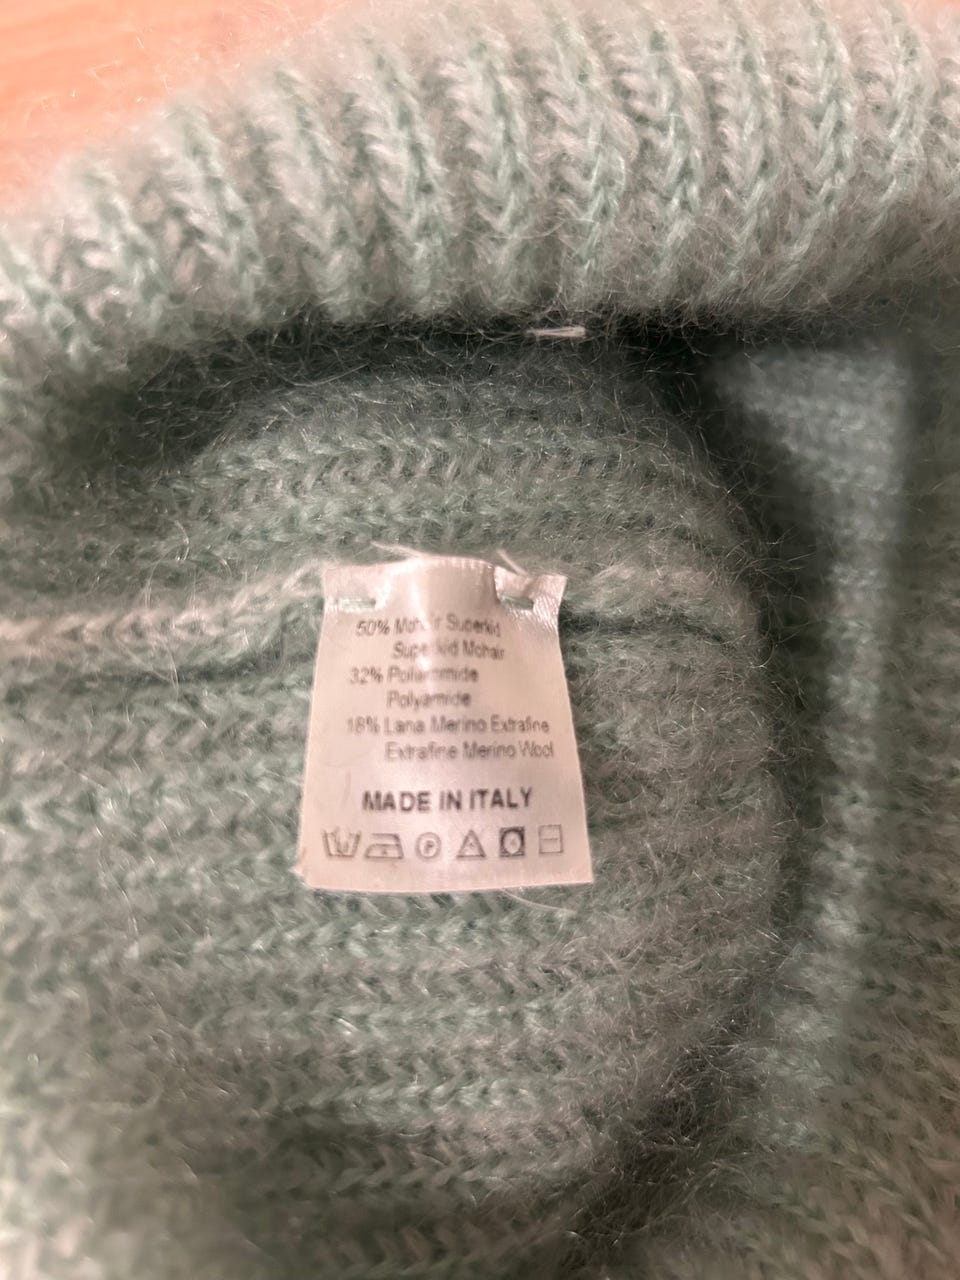 50% Mohair Superkid
Superkid Mohair
32% Poliammide
Polyamide
18% Lana Merino Extrafine
Extrafine Merino Wool
MADE IN ITALY
P